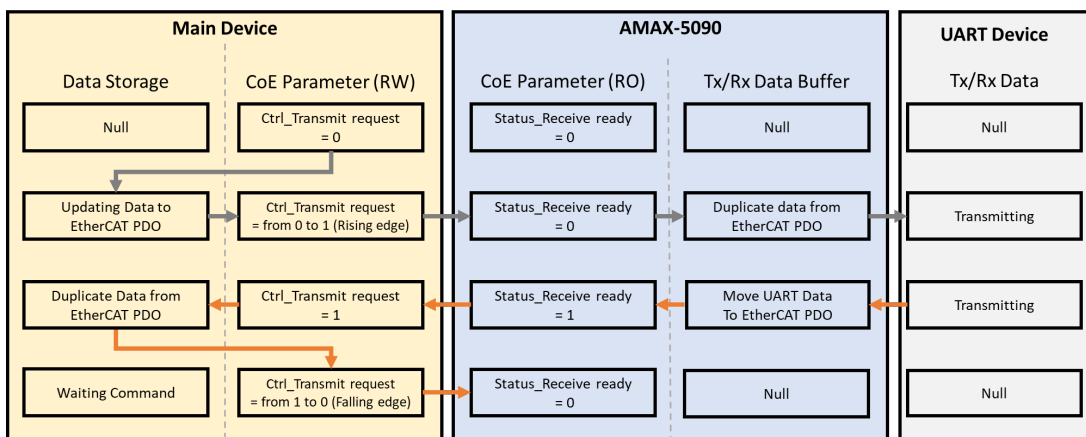 Main Device
AMAX-5090
UART Device
Data Storage
CoE Parameter (RW)
CoE Parameter (RO)
Tx/Rx Data Buffer
Tx/Rx Data
Null
Ctrl_Transmit request
= 0
Status_Receive ready
= 0
Null
Null
Updating Data to
EtherCAT PDO
Ctrl_Transmit request
= from 0 to 1 (Rising edge)
Status_Receive ready
= 0
Duplicate data from
EtherCAT PDO
Transmitting
Duplicate Data from
EtherCAT PDO
Ctrl_Transmit request
= 1
Status_Receive ready
= 1
Move UART Data
To EtherCAT PDO
Transmitting
Waiting Command
Ctrl_Transmit request
= from 1 to 0 (Falling edge)
Status_Receive ready
= 0
Null
Null